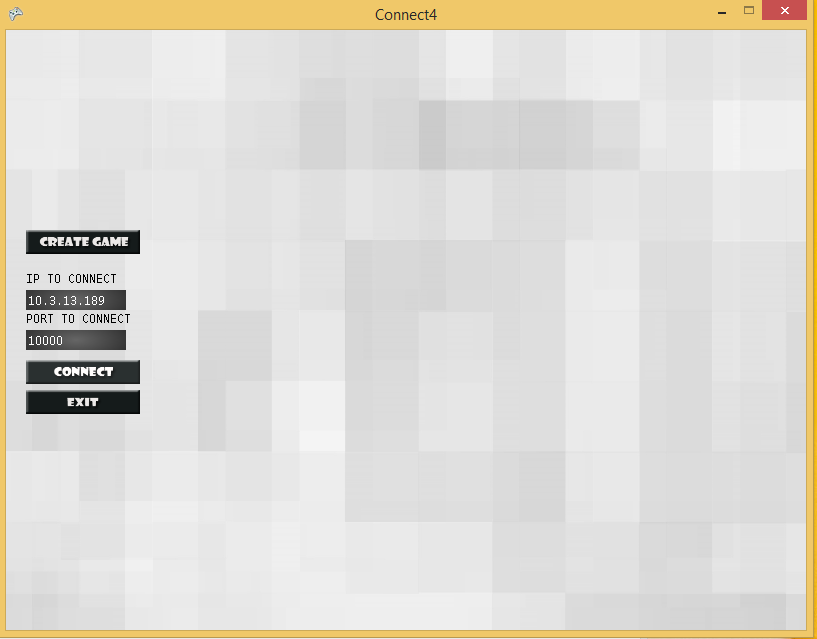 Connect4
CREATE GAME
IP TO CONNECT
10.3.13.189
PORT TO CONNECT
10000
CONNECT
EXIT